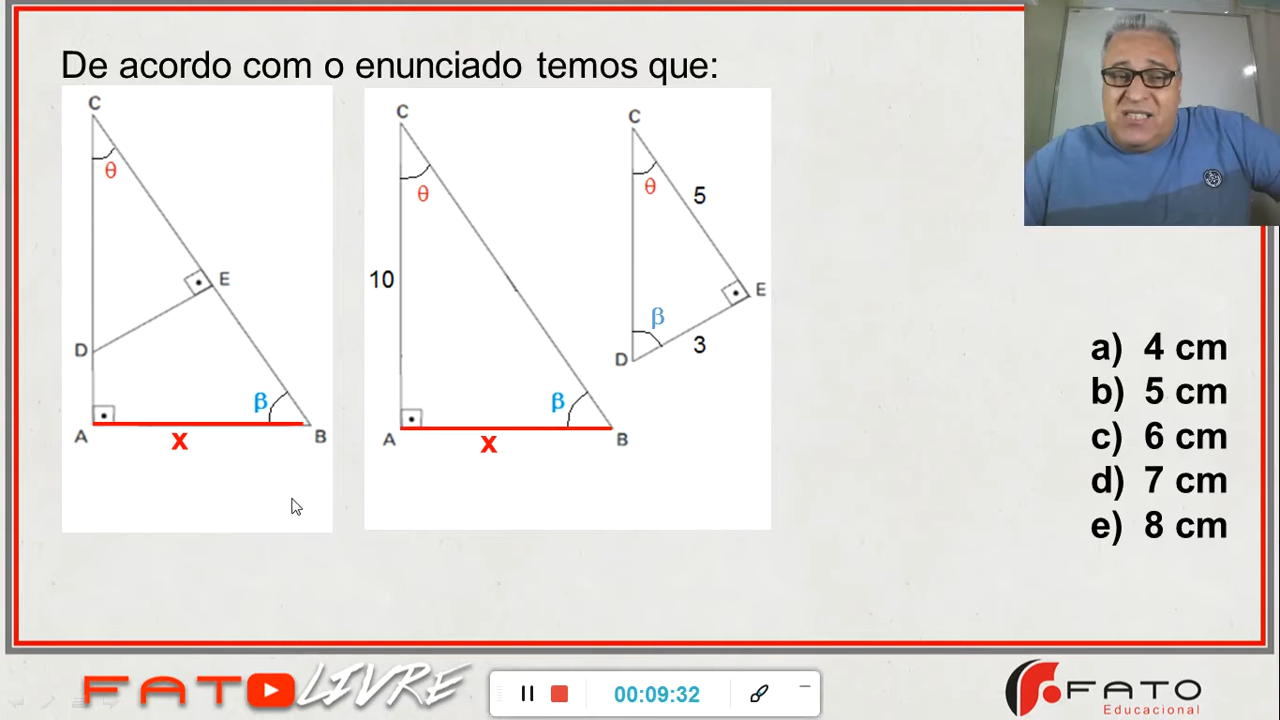 De acordo com o enunciado temos que:
C
θ
E
D
β
A
B
x
C
θ
10
β
A
B
x
C
θ
5
E
β
D
3
a) 4 cm
b) 5 cm
c) 6 cm
d) 7 cm
e) 8 cm
FATO LIVRE
00:09:32
FATO
Educacional